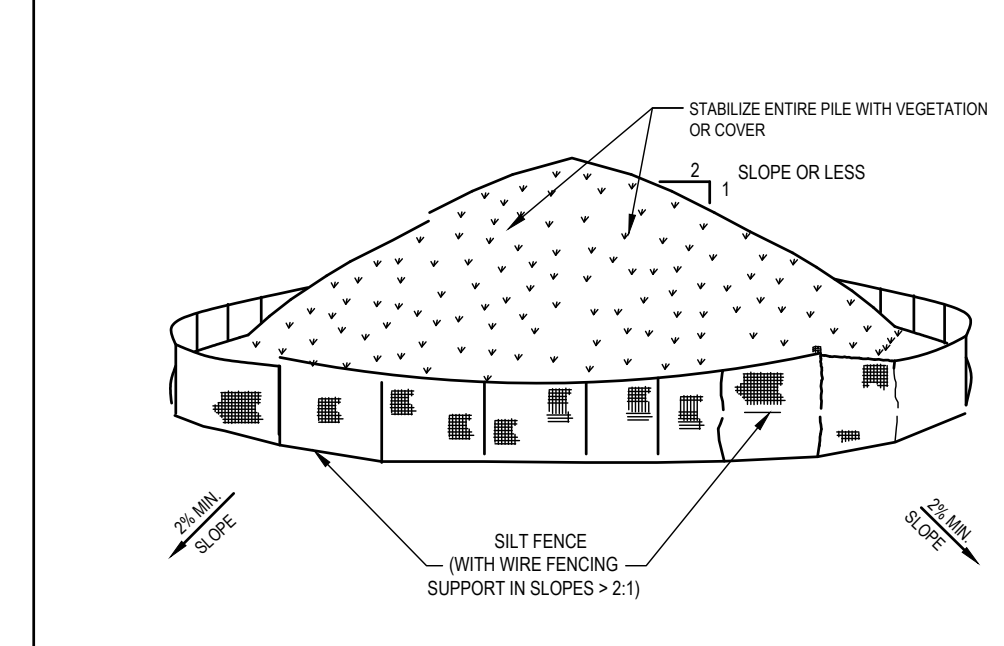 STABILIZE ENTIRE PILE WITH VEGETATION
OR COVER
2
1
SLOPE OR LESS
2% MIN.
SLOPE
SILT FENCE
(WITH WIRE FENCING
SUPPORT IN SLOPES > 2:1)
2% MIN.
SLOPE